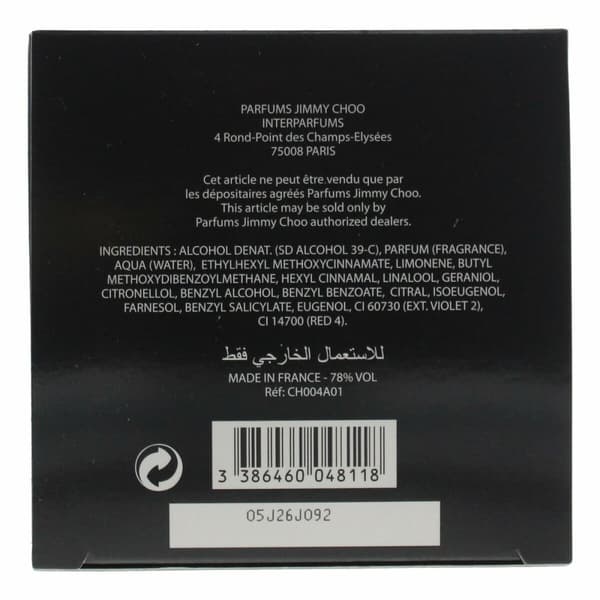 PARFUMS JIMMY CHOO
INTERPARFUMS
4 Rond-Point des Champs-Elysées
75008 PARIS
Cet article ne peut être vendu que par
les dépositaires agréés Parfums Jimmy Choo.
This article may be sold only by
Parfums Jimmy Choo authorized dealers.
INGREDIENTS : ALCOHOL DENAT. (SD ALCOHOL 39-C), PARFUM (FRAGRANCE),
AQUA (WATER), ETHYLHEXYL METHOXYCINNAMATE, LIMONENE, BUTYL
METHOXYDIBENZOYLMETHANE, HEXYL CINNAMAL, LINALOOL, GERANIOL,
CITRONELLOL, BENZYL ALCOHOL, BENZYL BENZOATE, CITRAL, ISOEUGENOL,
FARNESOL, BENZYL SALICYLATE, EUGENOL, CI 60730 (EXT. VIOLET 2),
CI 14700 (RED 4).
للاستعمال الخارجي فقط
MADE IN FRANCE - 78% VOL
Réf: CH004A01
3 386460 048118
05J26J092